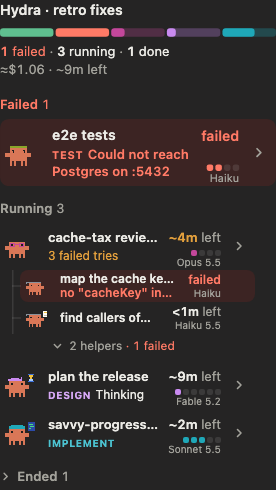 Hydra · retro fixes
1 failed · 3 running · 1 done
≈$1.06 · ~9m left
Failed 1
e2e tests failed
TEST Could not reach
Postgres on :5432
Haiku
Running 3
cache-tax revie... ~4m left
3 failed tries
Opus 5.5
map the cache ke... failed
no "cacheKey" in... Haiku
find callers of... <1m left
Haiku 5.5
2 helpers · 1 failed
plan the release ~9m left
DESIGN Thinking
Fable 5.2
savvy-progress... ~2m left
IMPLEMENT
Sonnet 5.5
Ended 1